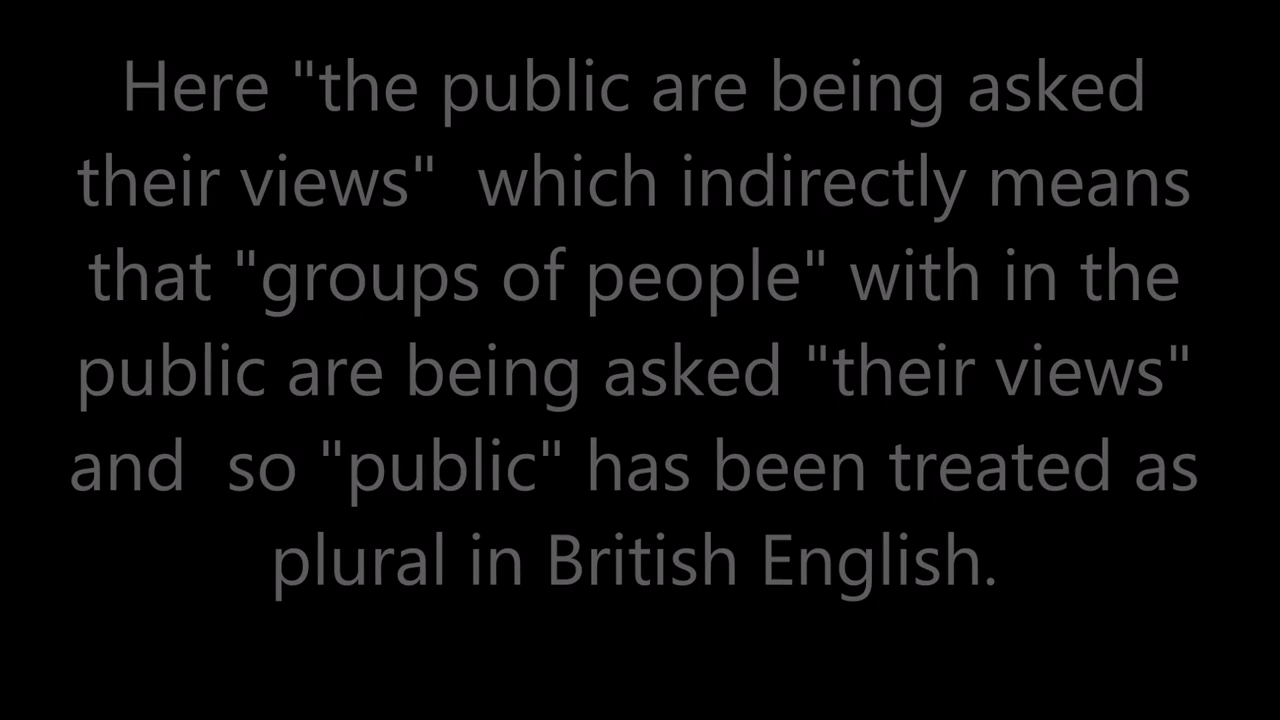 Here "the public are being asked
their views"  which indirectly means
that "groups of people" with in the
public are being asked "their views"
and  so "public" has been treated as
plural in British English.